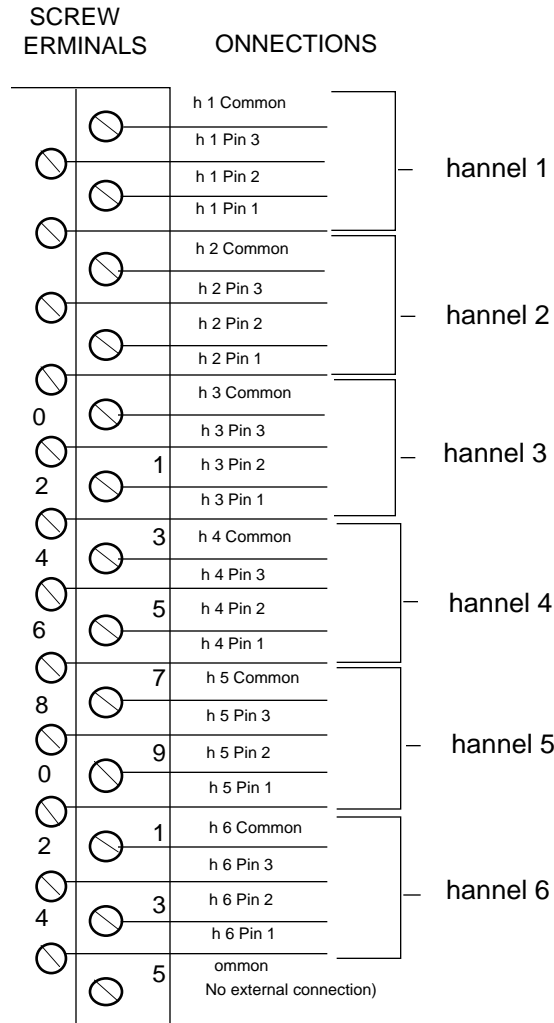 SCREW
ERMINALS
ONNECTIONS
h 1 Common
h 1 Pin 3
h 1 Pin 2
h 1 Pin 1
hannel 1
h 2 Common
h 2 Pin 3
h 2 Pin 2
h 2 Pin 1
hannel 2
h 3 Common
0
h 3 Pin 3
1
h 3 Pin 2
2
h 3 Pin 1
hannel 3
3
h 4 Common
4
h 4 Pin 3
5
h 4 Pin 2
6
h 4 Pin 1
hannel 4
7
h 5 Common
8
h 5 Pin 3
9
h 5 Pin 2
0
h 5 Pin 1
hannel 5
1
h 6 Common
2
h 6 Pin 3
3
h 6 Pin 2
4
h 6 Pin 1
hannel 6
5
ommon
No external connection)